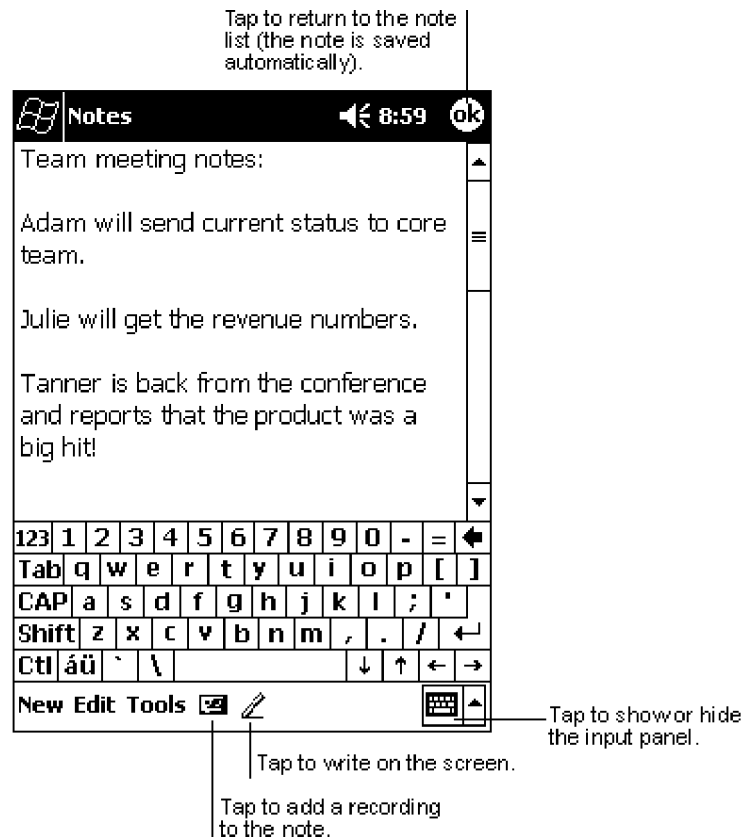 Tap to return to the note
list (the note is saved
automatically).
Notes 8:59 ok
Team meeting notes:
Adam will send current status to core
team.
Julie will get the revenue numbers.
Tanner is back from the conference
and reports that the product was a
big hit!
123 1 2 3 4 5 6 7 8 9 0 - = 
Tab q w e r t y u i o p [ ]
CAP a s d f g h j k l ; '
Shift z x c v b n m , . /
Ctl áü ` \ ↓ ↑ ← →
New Edit Tools
Tap to show or hide
the input panel.
Tap to write on the screen.
Tap to add a recording
to the note.